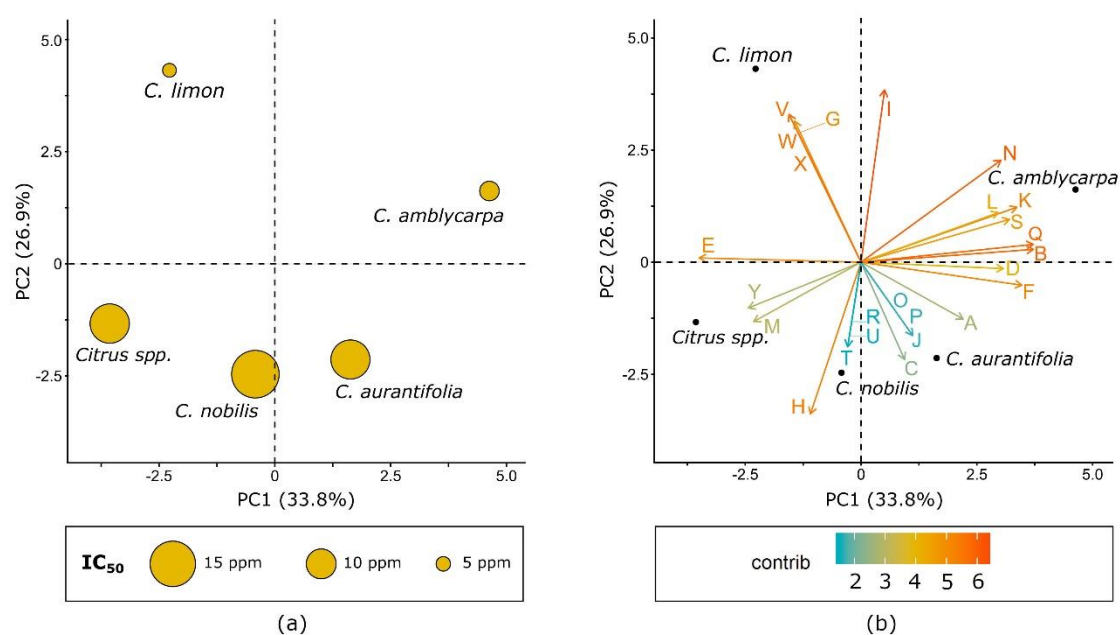 5.0
2.5
0
-2.5
PC2 (26.9%)
C. limon
C. amblycarpa
Citrus spp.
C. nobilis
C. aurantifolia
-2.5
0
2.5
5.0
PC1 (33.8%)
IC50
15 ppm
10 ppm
5 ppm
(a)
5.0
2.5
0
-2.5
PC2 (26.9%)
C. limon
V
G
I
W
X
N
C. amblycarpa
L
K
S
Q
B
E
D
F
Y
M
O
R
P
A
U
J
T
C
Citrus spp.
C. aurantifolia
C. nobilis
H
-2.5
0
2.5
5.0
PC1 (33.8%)
contrib
2 3 4 5 6
(b)